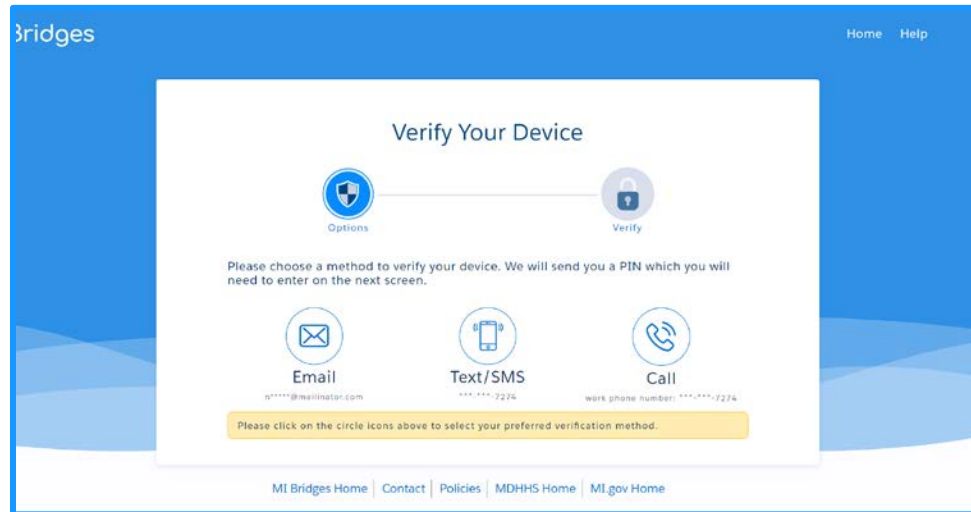 Bridges
Home Help
Verify Your Device
Options
Verify
Please choose a method to verify your device. We will send you a PIN which you will
need to enter on the next screen.
Email
Text/SMS
Call
n*****@mailinator.com
***-***-7274
work phone number: ***-***-7274
Please click on the circle icons above to select your preferred verification method.
MI Bridges Home | Contact | Policies | MDHHS Home | MI.gov Home